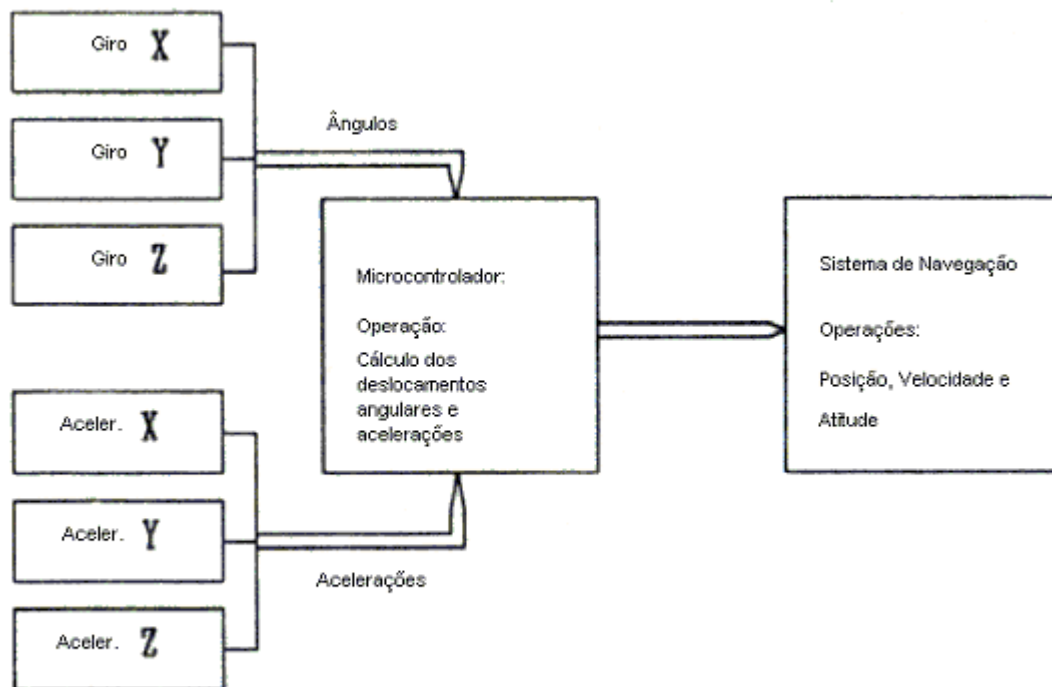 Giro X
Giro Y
Giro Z
Ângulos
Microcontrolador:
Operação:
Cálculo dos
deslocamentos
angulares e
acelerações
Sistema de Navegação
Operações:
Posição, Velocidade e
Atitude
Aceler. X
Aceler. Y
Aceler. Z
Acelerações